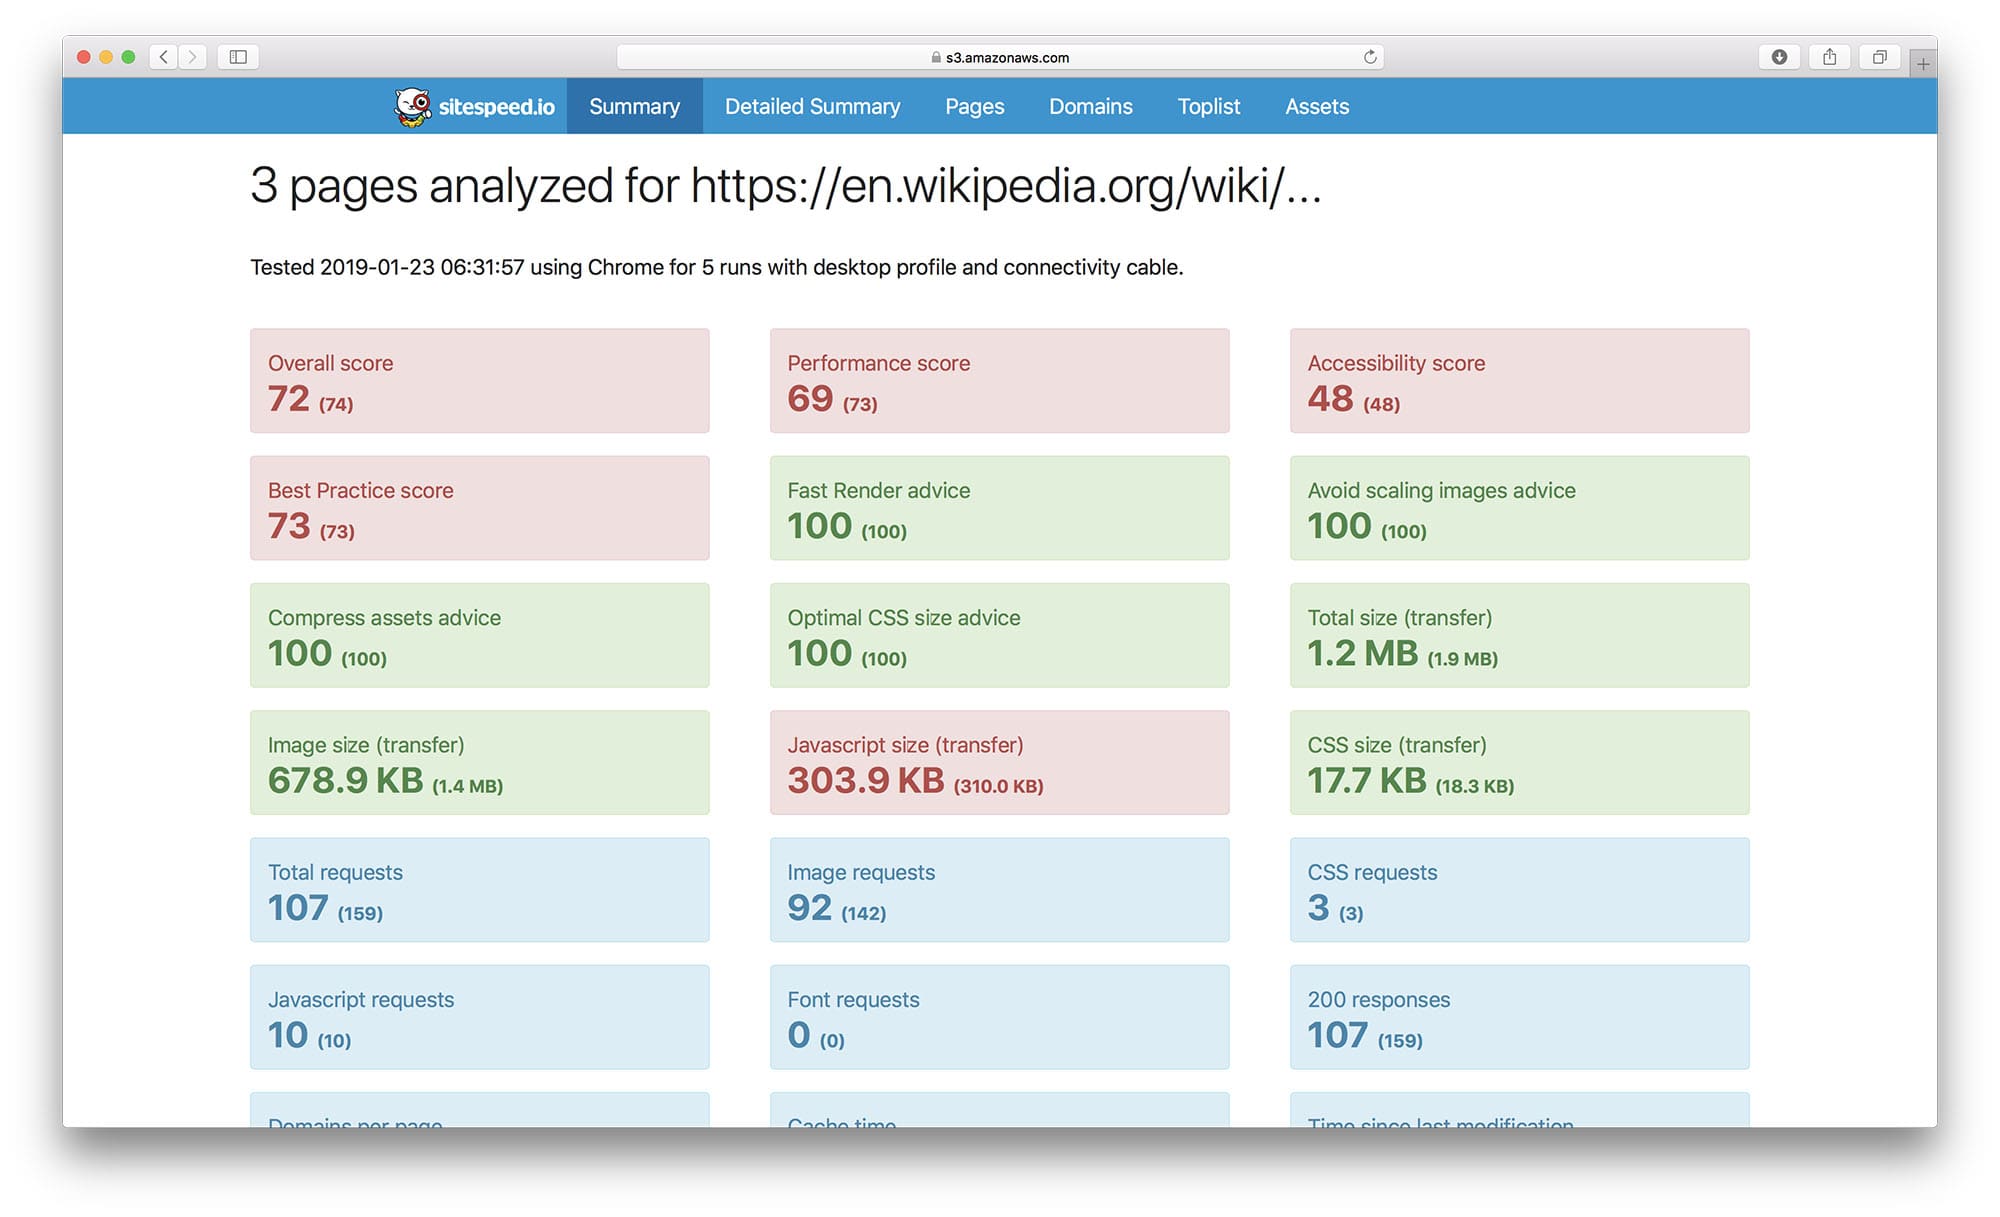 s3.amazonaws.com
sitespeed.io Summary Detailed Summary Pages Domains Toplist Assets
3 pages analyzed for https://en.wikipedia.org/wiki/...
Tested 2019-01-23 06:31:57 using Chrome for 5 runs with desktop profile and connectivity cable.
Overall score
72 (74)
Performance score
69 (73)
Accessibility score
48 (48)
Best Practice score
73 (73)
Fast Render advice
100 (100)
Avoid scaling images advice
100 (100)
Compress assets advice
100 (100)
Optimal CSS size advice
100 (100)
Total size (transfer)
1.2 MB (1.9 MB)
Image size (transfer)
678.9 KB (1.4 MB)
Javascript size (transfer)
303.9 KB (310.0 KB)
CSS size (transfer)
17.7 KB (18.3 KB)
Total requests
107 (159)
Image requests
92 (142)
CSS requests
3 (3)
Javascript requests
10 (10)
Font requests
0 (0)
200 responses
107 (159)
Domains per page
Cache time
Time since last modification